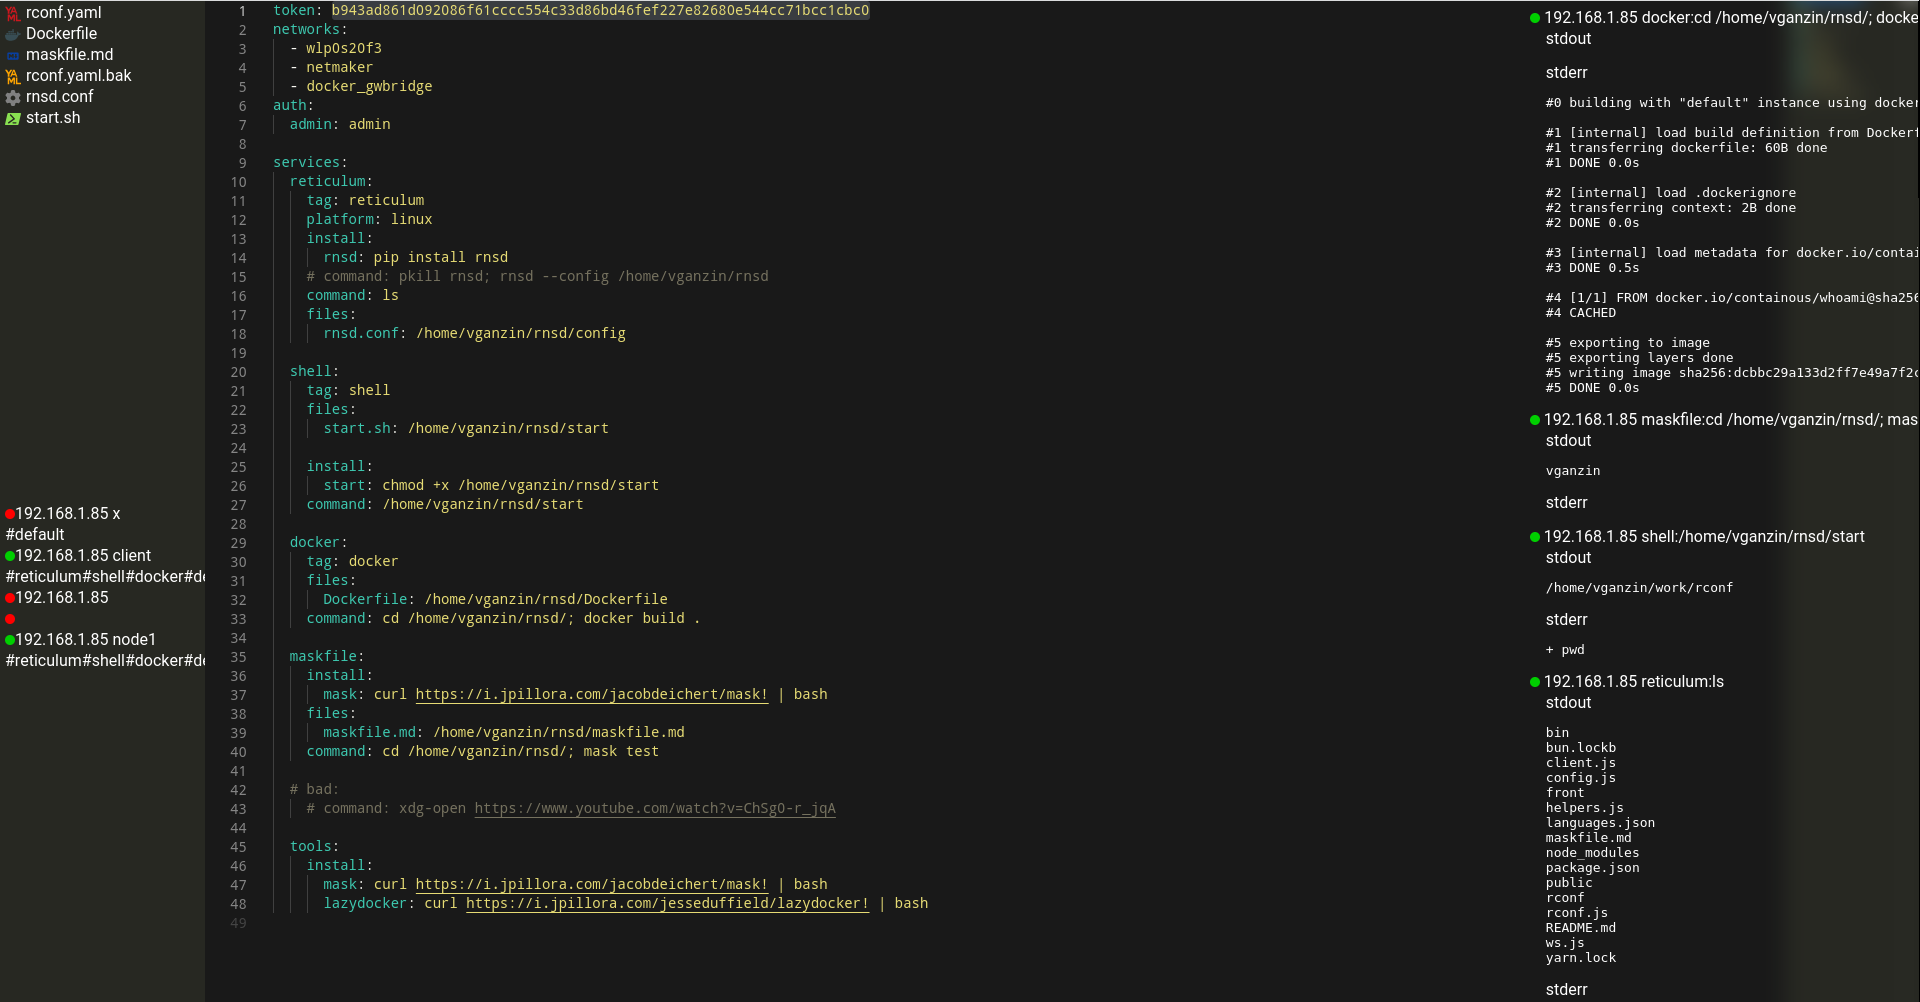 rconf.yaml
Dockerfile
maskfile.md
rconf.yaml.bak
rnsd.conf
start.sh
192.168.1.85 x
#default
192.168.1.85 client
#reticulum#shell#docker#de
192.168.1.85
192.168.1.85 node1
#reticulum#shell#docker#de
1 token: b943ad861d092086f61cccc554c33d86bd46fef227e82680e544cc71bcc1cbc0
2 networks:
3 - wlp0s20f3
4 - netmaker
5 - docker_gwbridge
6 auth:
7 admin: admin
8
9 services:
10 reticulum:
11 tag: reticulum
12 platform: linux
13 install:
14 rnsd: pip install rnsd
15 # command: pkill rnsd; rnsd --config /home/vganzin/rnsd
16 command: ls
17 files:
18 rnsd.conf: /home/vganzin/rnsd/config
19
20 shell:
21 tag: shell
22 files:
23 start.sh: /home/vganzin/rnsd/start
24
25 install:
26 start: chmod +x /home/vganzin/rnsd/start
27 command: /home/vganzin/rnsd/start
28
29 docker:
30 tag: docker
31 files:
32 Dockerfile: /home/vganzin/rnsd/Dockerfile
33 command: cd /home/vganzin/rnsd/; docker build .
34
35 maskfile:
36 install:
37 mask: curl https://i.jpillora.com/jacobdeichert/mask! | bash
38 files:
39 maskfile.md: /home/vganzin/rnsd/maskfile.md
40 command: cd /home/vganzin/rnsd/; mask test
41
42 # bad:
43 # command: xdg-open https://www.youtube.com/watch?v=ChSg0-r_jqA
44
45 tools:
46 install:
47 mask: curl https://i.jpillora.com/jacobdeichert/mask! | bash
48 lazydocker: curl https://i.jpillora.com/jesseduffield/lazydocker! | bash
49
192.168.1.85 docker:cd /home/vganzin/rnsd/; docke
stdout
stderr
#0 building with "default" instance using docker
#1 [internal] load build definition from Dockerf
#1 transferring dockerfile: 60B done
#1 DONE 0.0s
#2 [internal] load .dockerignore
#2 transferring context: 2B done
#2 DONE 0.0s
#3 [internal] load metadata for docker.io/contai
#3 DONE 0.5s
#4 [1/1] FROM docker.io/containous/whoami@sha256
#4 CACHED
#5 exporting to image
#5 exporting layers done
#5 writing image sha256:dcbbc29a133d2ff7e49a7f2c
#5 DONE 0.0s
192.168.1.85 maskfile:cd /home/vganzin/rnsd/; mas
stdout
vganzin
stderr
192.168.1.85 shell:/home/vganzin/rnsd/start
stdout
/home/vganzin/work/rconf
stderr
+ pwd
192.168.1.85 reticulum:ls
stdout
bin
bun.lockb
client.js
config.js
front
helpers.js
languages.json
maskfile.md
node_modules
package.json
public
rconf
rconf.js
README.md
ws.js
yarn.lock
stderr